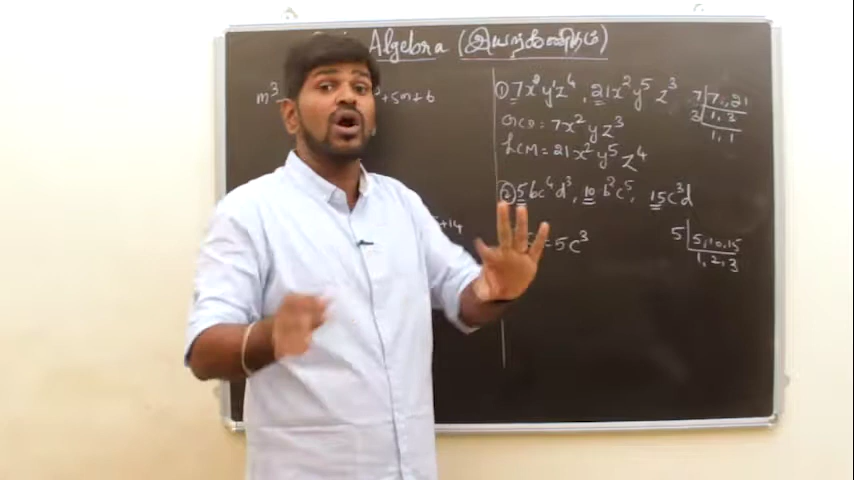 Algebra (இயற்கணிதம்)
m³ +5m+6
① 7x²y¹z⁴, 21x²y⁵z³
GCD = 7x²yz³
LCM = 21x²y⁵z⁴
7 | 7, 21
3 | 1, 3
1, 1
② 5bc⁴d³, 10b²c⁵, 15c³d
+14
= 5c³
5 | 5, 10, 15
1, 2, 3